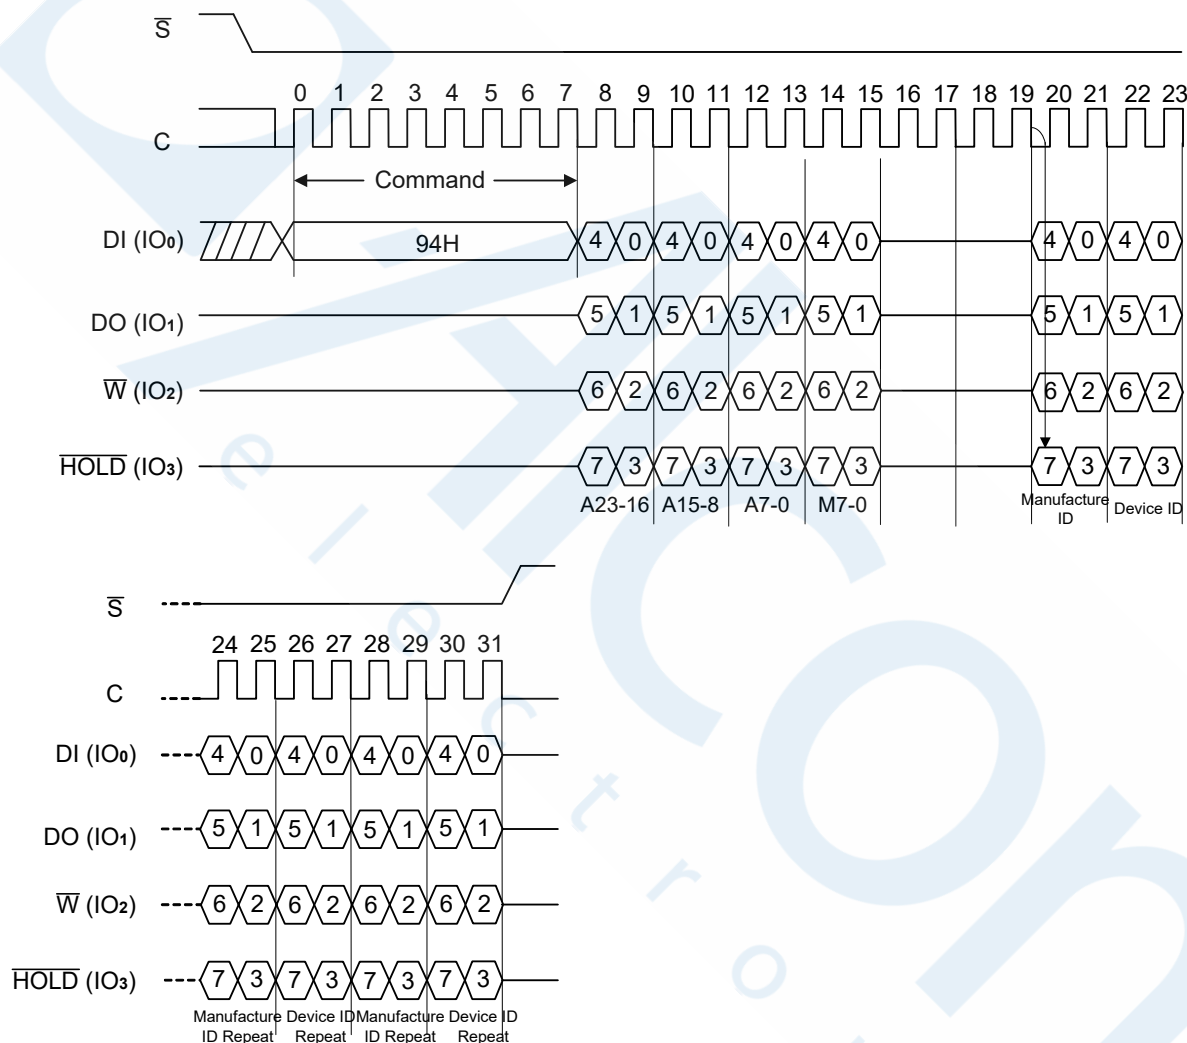 S
0 1 2 3 4 5 6 7 8 9 10 11 12 13 14 15 16 17 18 19 20 21 22 23
C
Command
DI (IO0) 94H 4 0 4 0 4 0 4 0 4 0 4 0
DO (IO1) 5 1 5 1 5 1 5 1 5 1 5 1
W (IO2) 6 2 6 2 6 2 6 2 6 2 6 2
HOLD (IO3) 7 3 7 3 7 3 7 3 7 3 7 3
A23-16 A15-8 A7-0 M7-0 Manufacture ID Device ID
S
24 25 26 27 28 29 30 31
C
DI (IO0) 4 0 4 0 4 0 4 0
DO (IO1) 5 1 5 1 5 1 5 1
W (IO2) 6 2 6 2 6 2 6 2
HOLD (IO3) 7 3 7 3 7 3 7 3
Manufacture Device ID Manufacture Device ID
ID Repeat Repeat ID Repeat Repeat